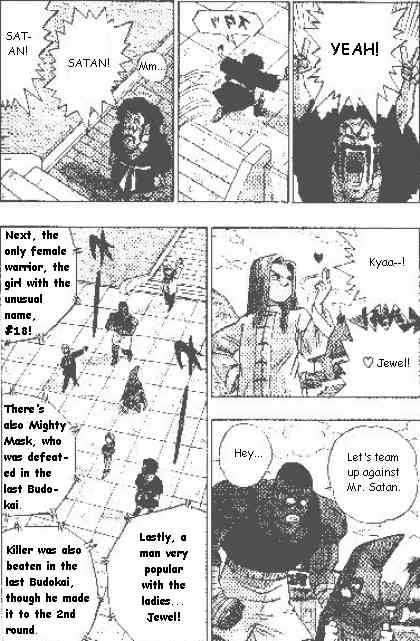 SAT-
AN!
SATAN!
Mm...
YEAH!
Next, the
only female
warrior, the
girl with the
unusual
name,
#18!
There's
also Mighty
Mask, who
was defeat-
ed in the
last Budo-
kai.
Killer was also
beaten in the
last Budokai,
though he made
it to the 2nd
round.
Lastly, a
man very
popular
with the
ladies...
Jewel!
Kyaa--!
♡ Jewel!
Hey...
Let's team
up against
Mr. Satan.